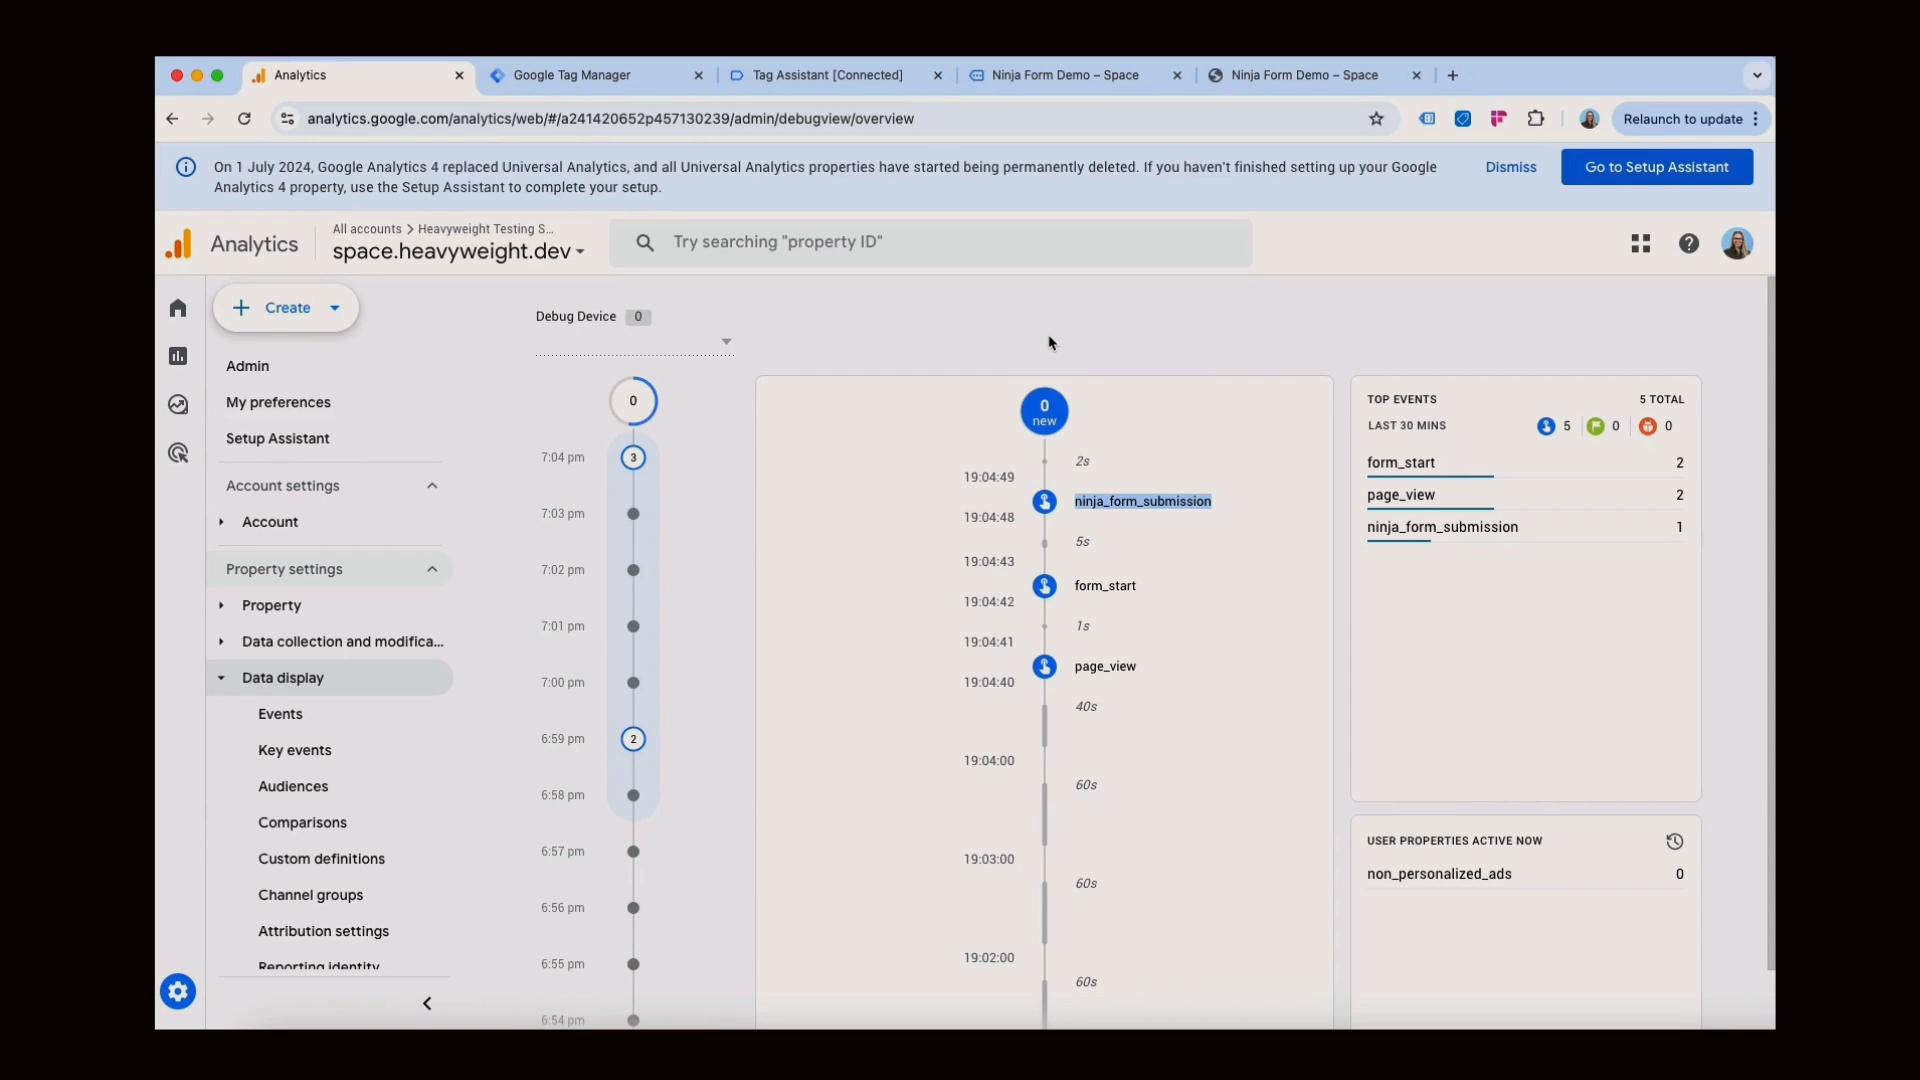 Analytics
Google Tag Manager
Tag Assistant [Connected]
Ninja Form Demo – Space
Ninja Form Demo – Space
analytics.google.com/analytics/web/#/a241420652p457130239/admin/debugview/overview
Relaunch to update
On 1 July 2024, Google Analytics 4 replaced Universal Analytics, and all Universal Analytics properties have started being permanently deleted. If you haven't finished setting up your Google
Analytics 4 property, use the Setup Assistant to complete your setup.
Dismiss
Go to Setup Assistant
Analytics
All accounts > Heavyweight Testing S...
space.heavyweight.dev
Try searching "property ID"
Create
Admin
My preferences
Setup Assistant
Account settings
Account
Property settings
Property
Data collection and modifica...
Data display
Events
Key events
Audiences
Comparisons
Custom definitions
Channel groups
Attribution settings
Reporting identity
Debug Device 0
0
7:04 pm 3
7:03 pm
7:02 pm
7:01 pm
7:00 pm
6:59 pm 2
6:58 pm
6:57 pm
6:56 pm
6:55 pm
6:54 pm
0
new
2s
19:04:49
ninja_form_submission
19:04:48
5s
19:04:43
form_start
19:04:42
1s
19:04:41
page_view
19:04:40
40s
19:04:00
60s
19:03:00
60s
19:02:00
60s
TOP EVENTS 5 TOTAL
LAST 30 MINS 5 0 0
form_start 2
page_view 2
ninja_form_submission 1
USER PROPERTIES ACTIVE NOW
non_personalized_ads 0